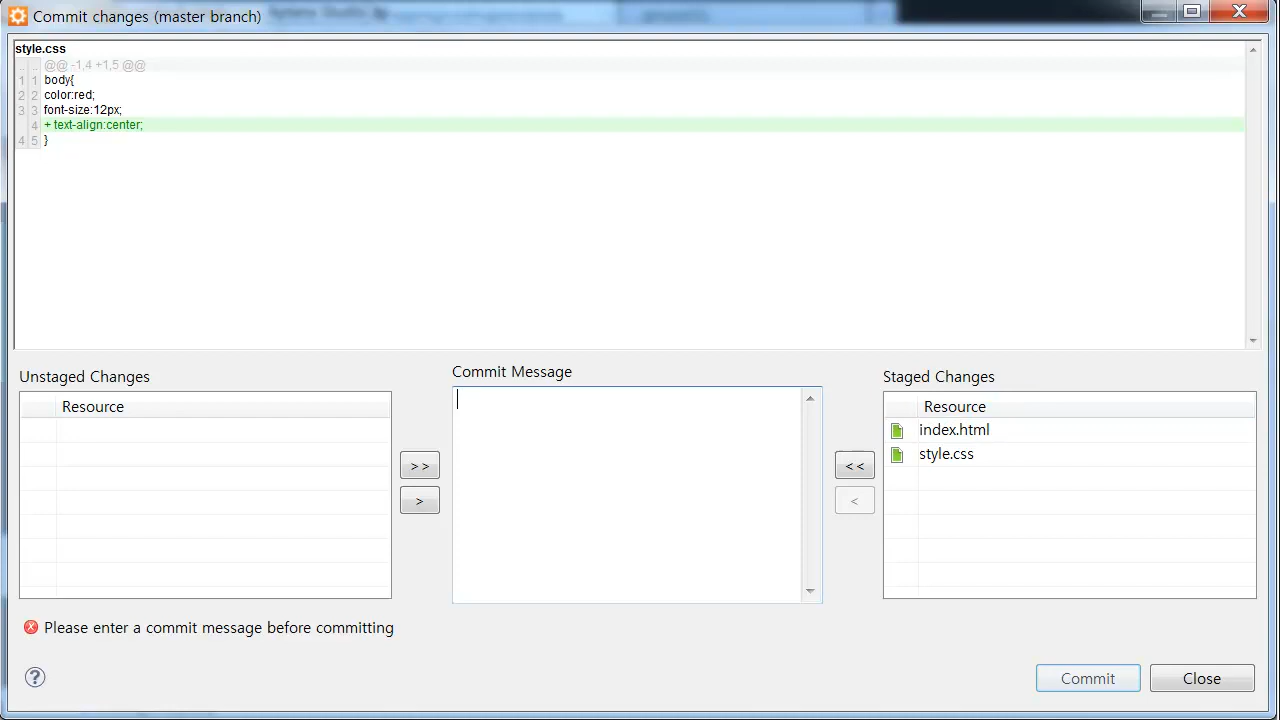 Commit changes (master branch)
style.css
.. .. @@ -1,4 +1,5 @@
1 1 body{
2 2 color:red;
3 3 font-size:12px;
4 + text-align:center;
4 5 }
Unstaged Changes
Resource
>>
>
Commit Message
<<
<
Staged Changes
Resource
index.html
style.css
Please enter a commit message before committing
?
Commit
Close